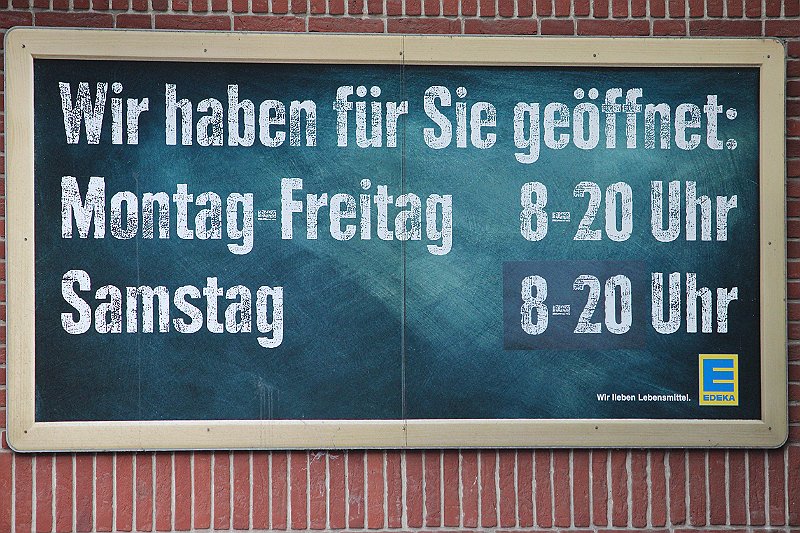 Wir haben für Sie geöffnet:
Montag-Freitag 8-20 Uhr
Samstag 8-20 Uhr
Wir lieben Lebensmittel.
E
EDEKA